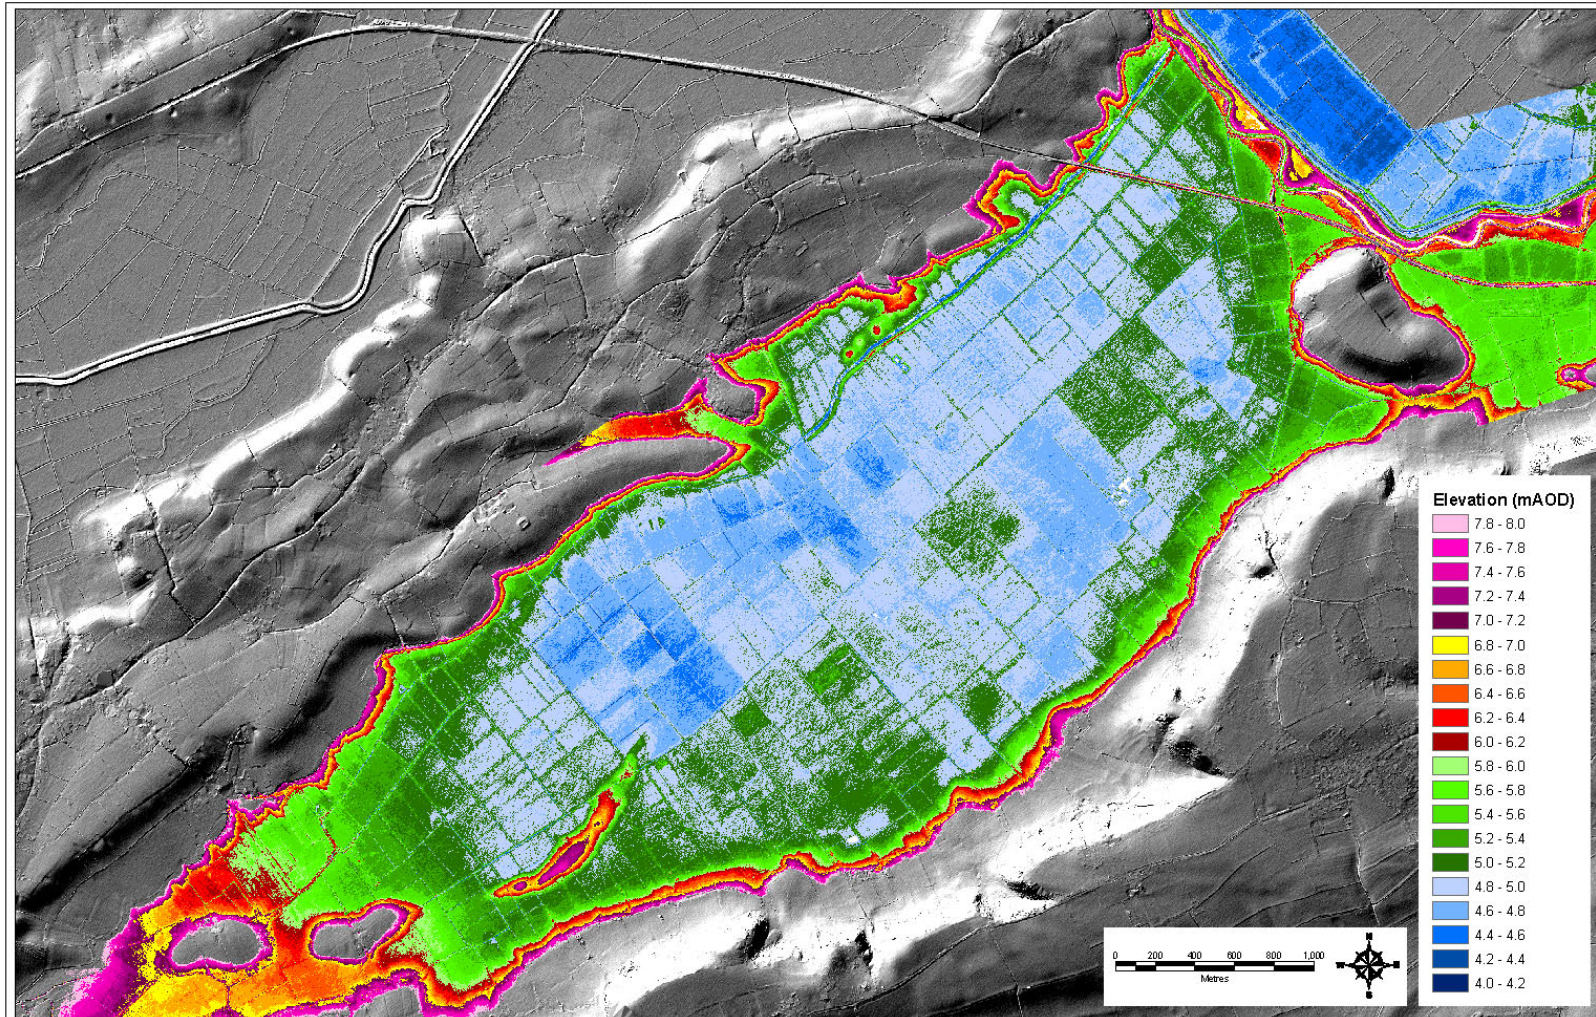 Elevation (mAOD)
7.8 - 8.0
7.6 - 7.8
7.4 - 7.6
7.2 - 7.4
7.0 - 7.2
6.8 - 7.0
6.6 - 6.8
6.4 - 6.6
6.2 - 6.4
6.0 - 6.2
5.8 - 6.0
5.6 - 5.8
5.4 - 5.6
5.2 - 5.4
5.0 - 5.2
4.8 - 5.0
4.6 - 4.8
4.4 - 4.6
4.2 - 4.4
4.0 - 4.2
0 200 400 600 800 1,000
Metres
N
W E
S